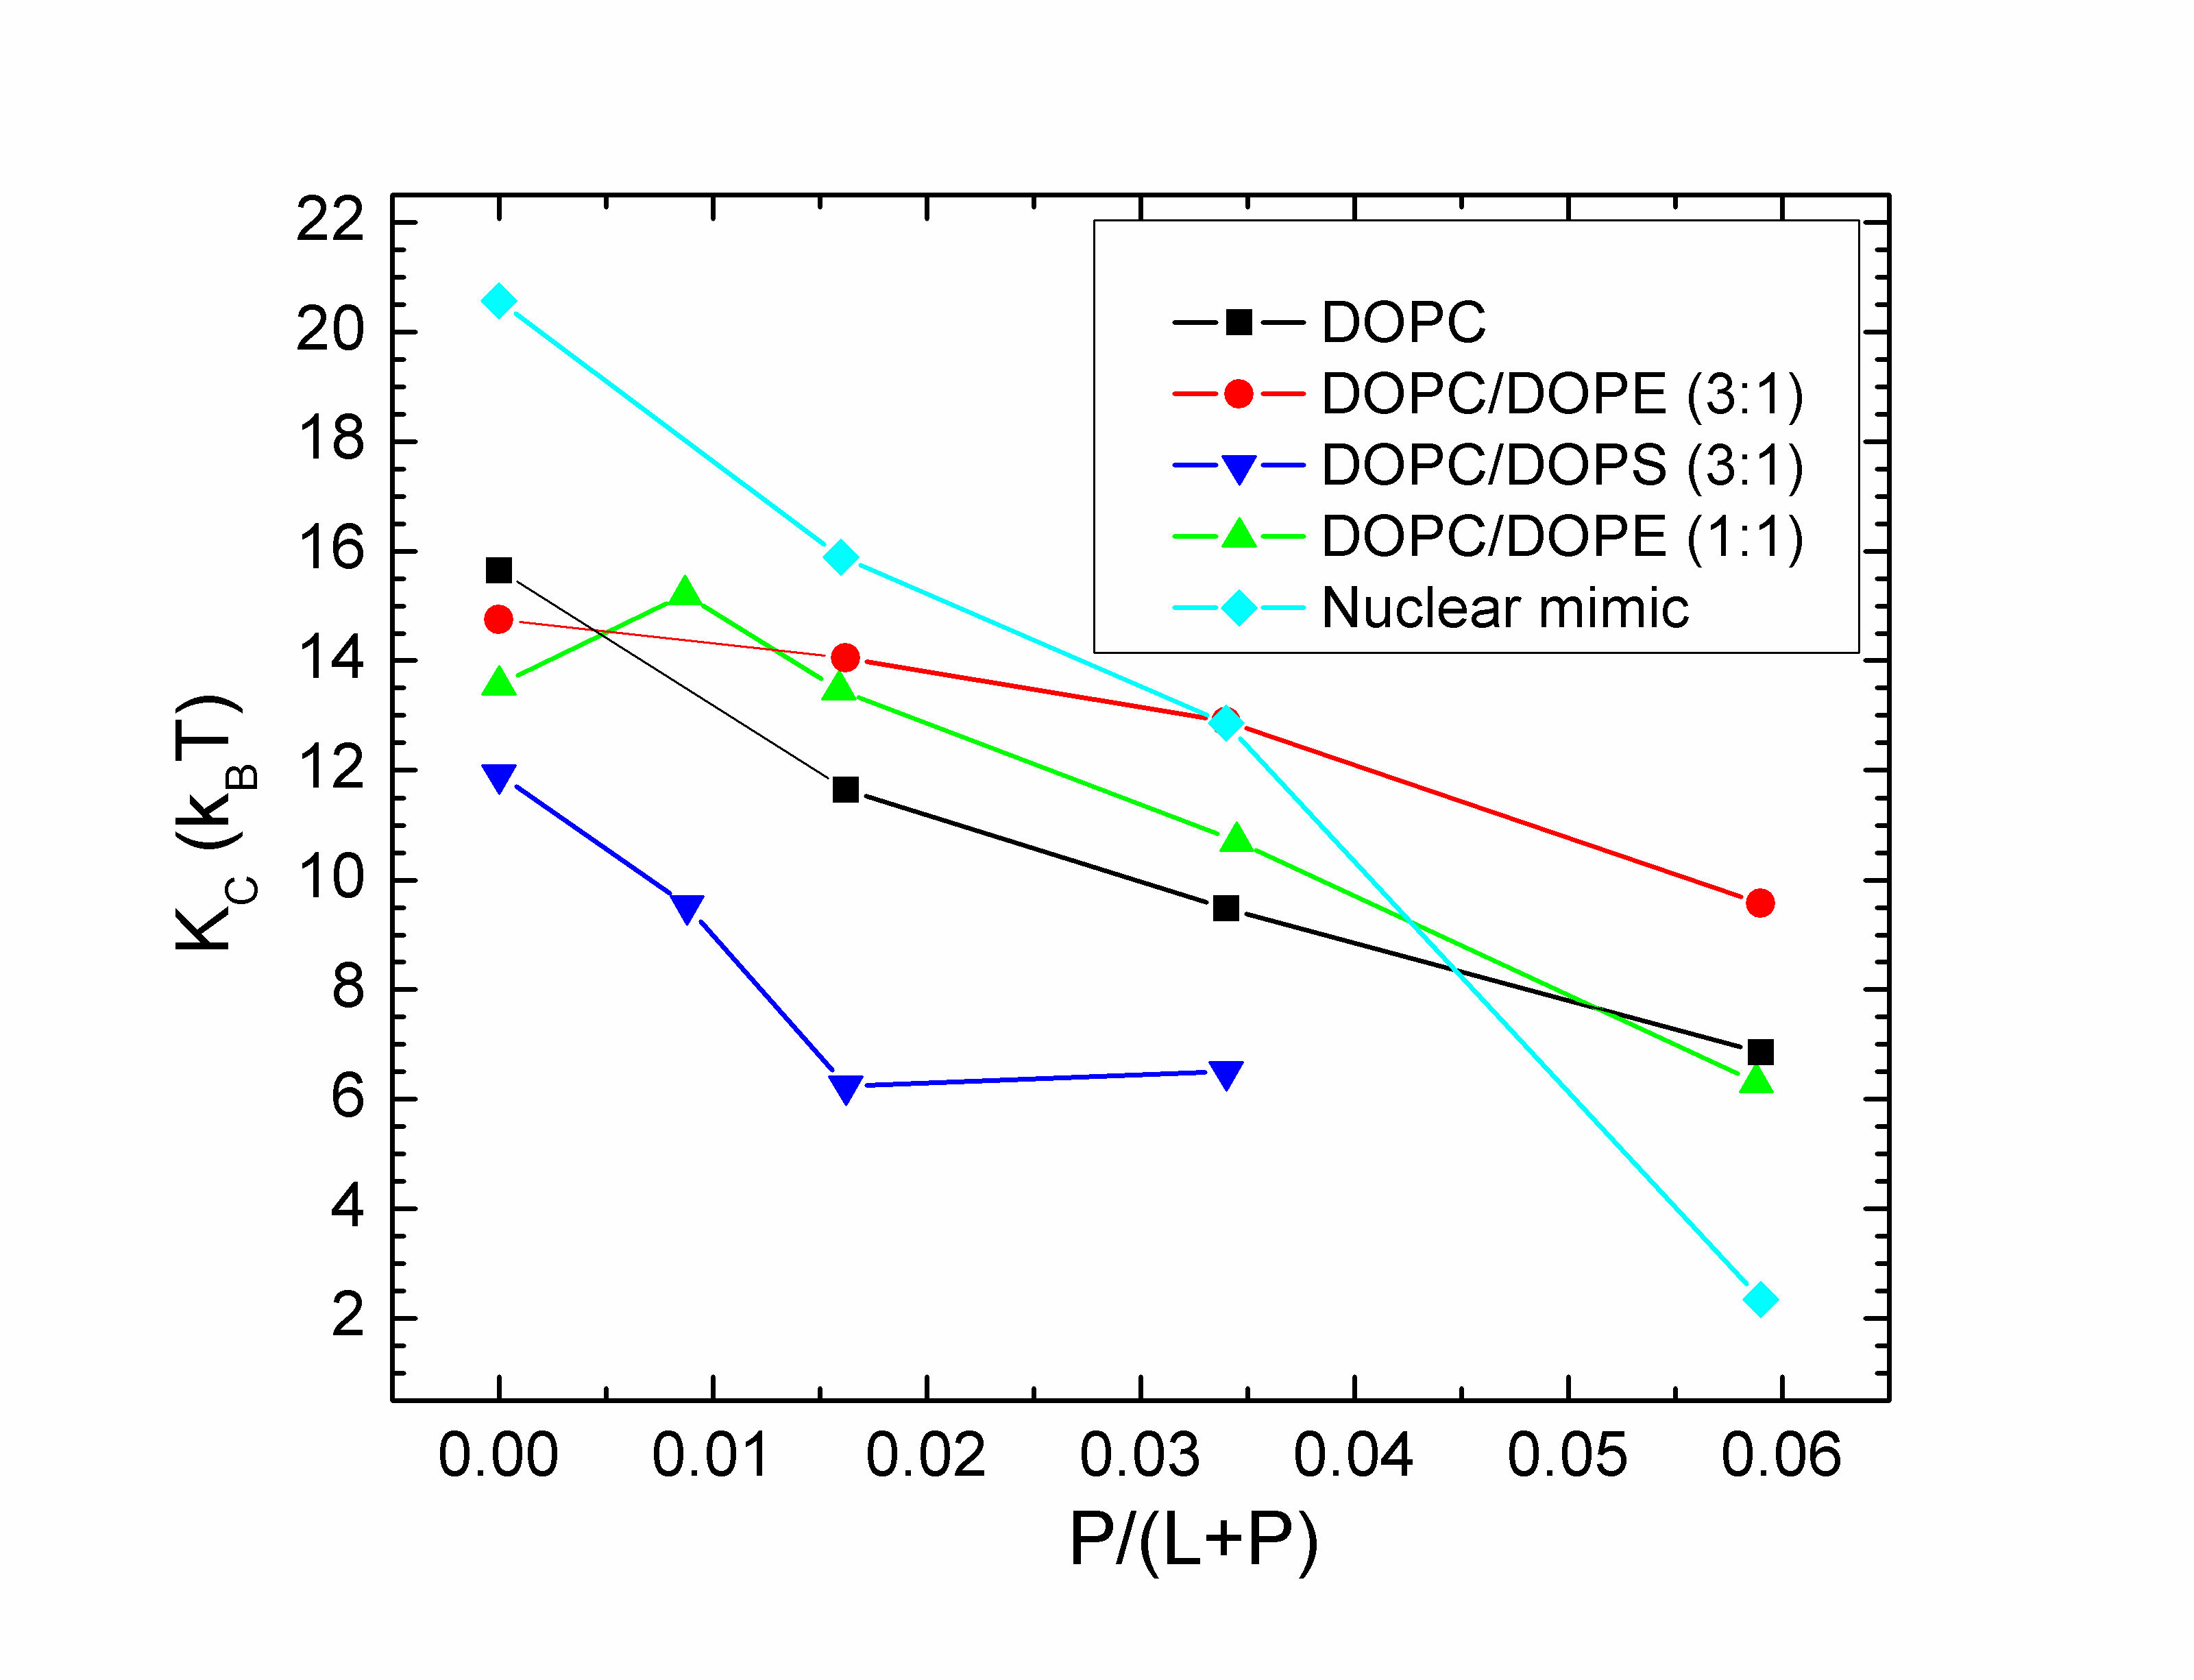 22
20
18
16
14
12
10
8
6
4
2
K_C (k_BT)
DOPC
DOPC/DOPE (3:1)
DOPC/DOPS (3:1)
DOPC/DOPE (1:1)
Nuclear mimic
0.00 0.01 0.02 0.03 0.04 0.05 0.06
P/(L+P)